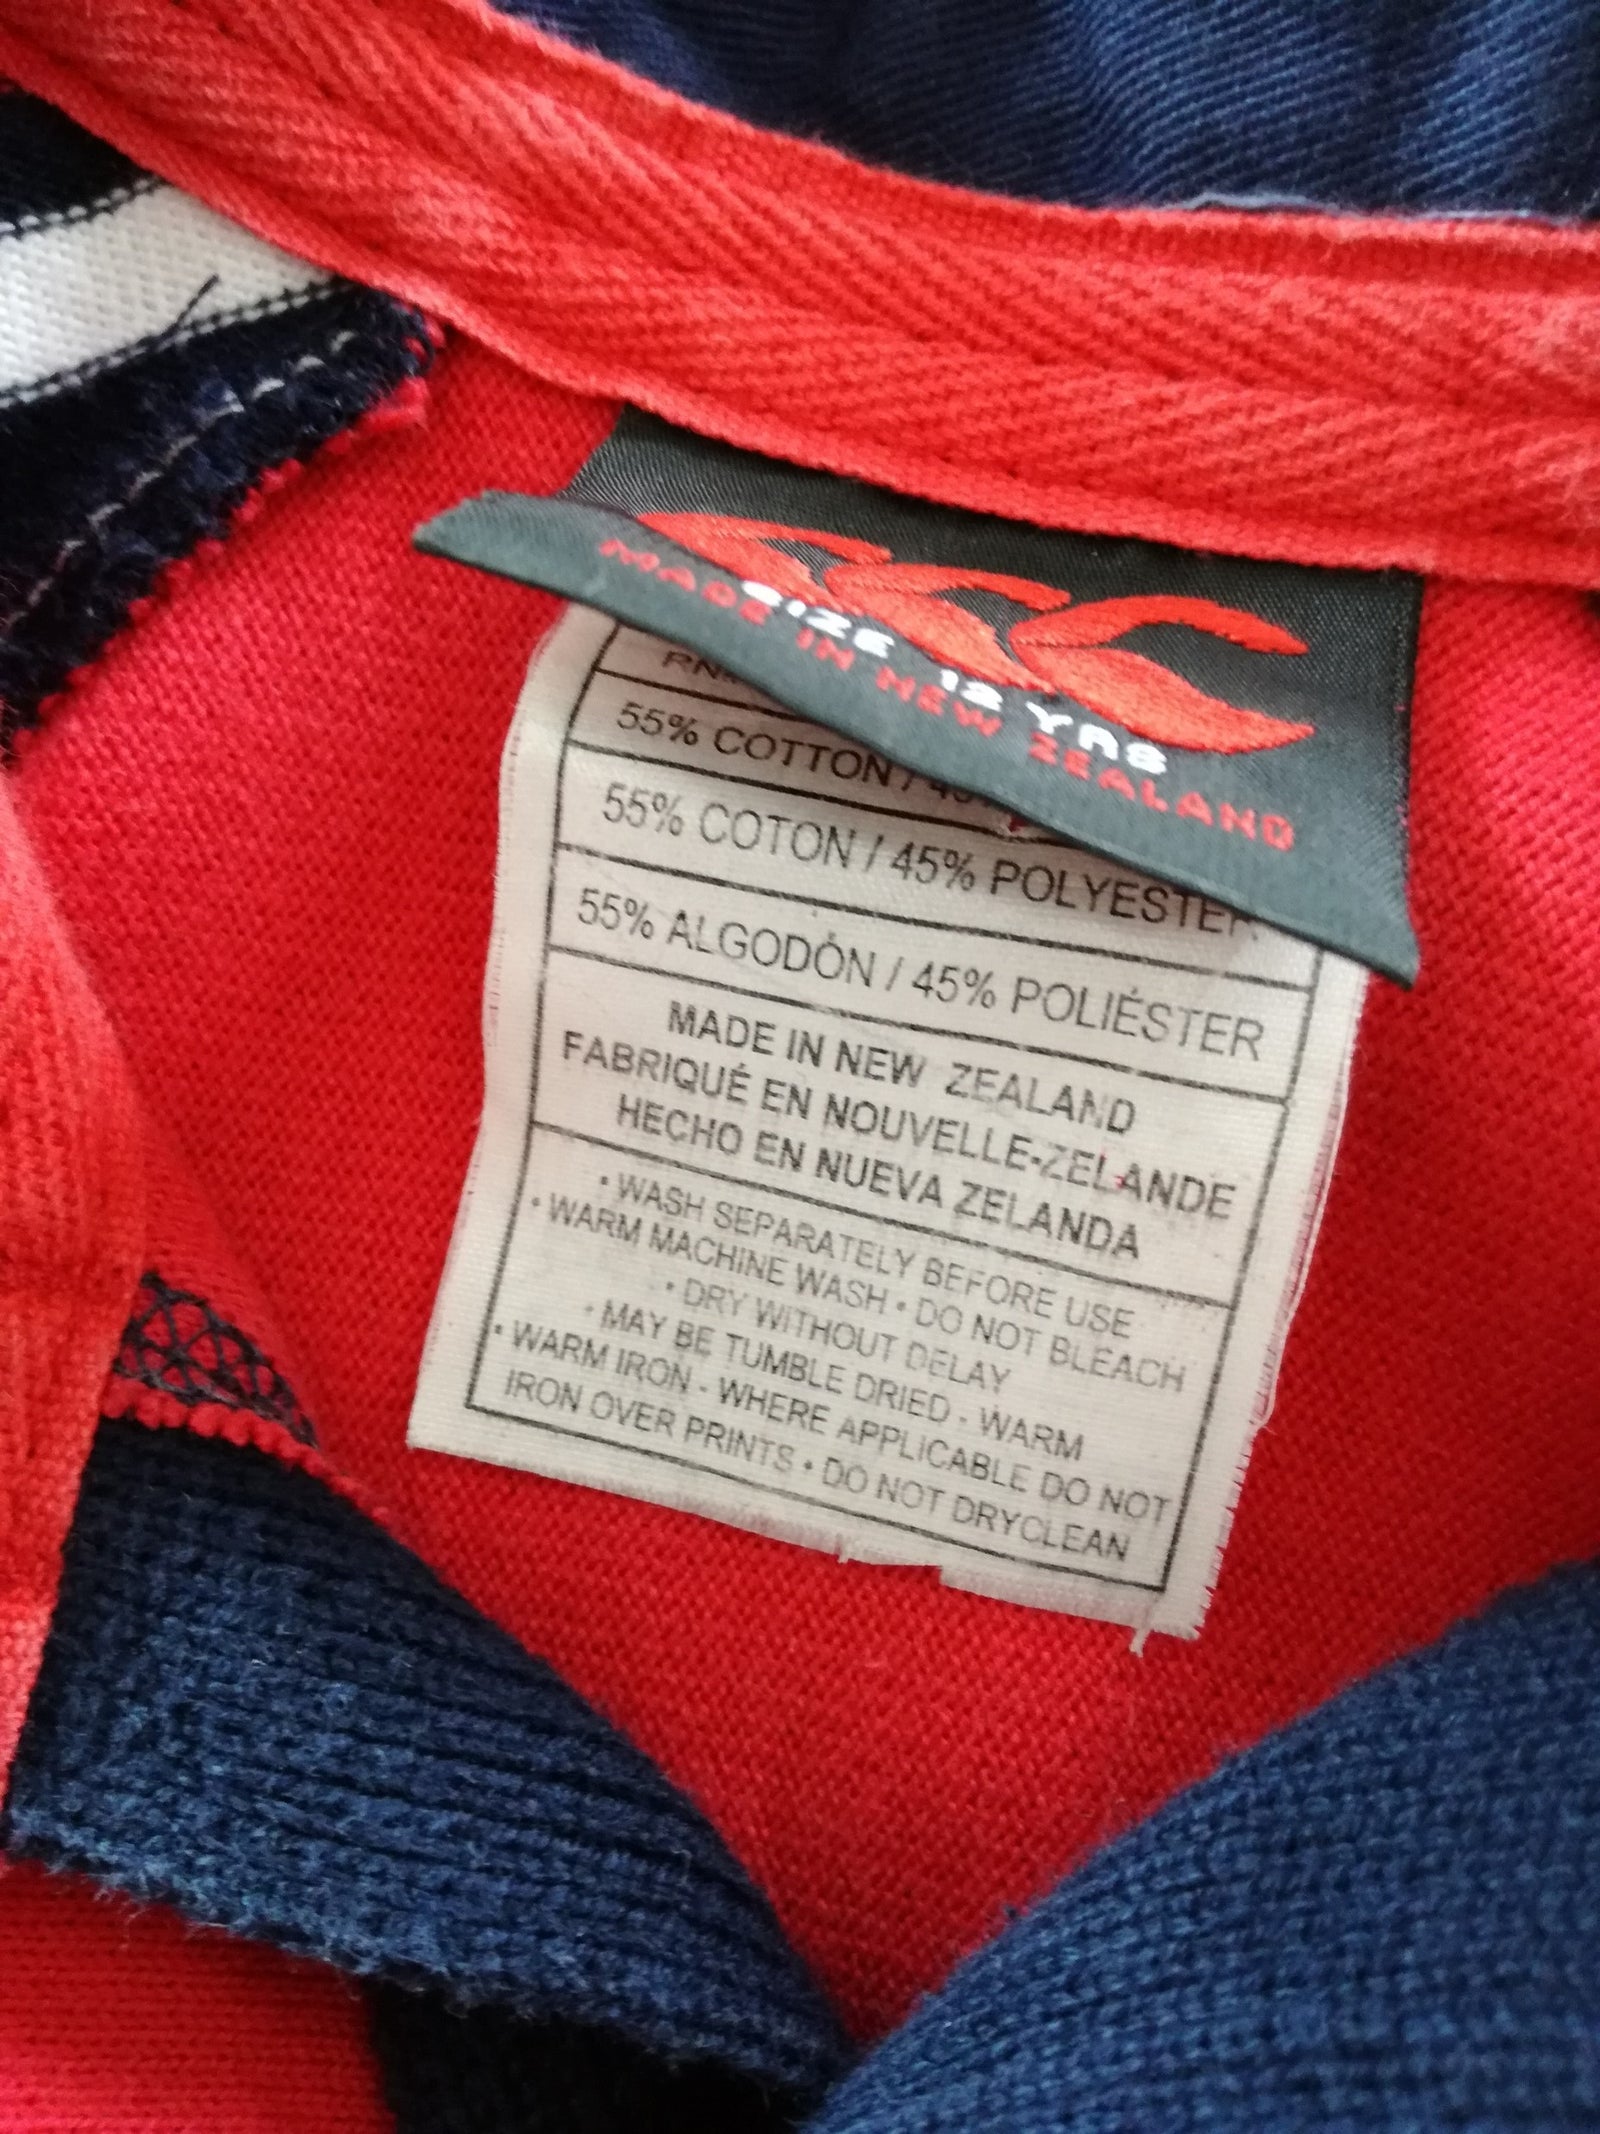 SIZE 12 YRS
MADE IN NEW ZEALAND
55% COTTON /
55% COTON / 45% POLYESTER
55% ALGODÓN / 45% POLIÉSTER
MADE IN NEW ZEALAND
FABRIQUÉ EN NOUVELLE-ZELANDE
HECHO EN NUEVA ZELANDA
• WASH SEPARATELY BEFORE USE
• WARM MACHINE WASH • DO NOT BLEACH
• DRY WITHOUT DELAY
• MAY BE TUMBLE DRIED - WARM
• WARM IRON - WHERE APPLICABLE DO NOT
IRON OVER PRINTS • DO NOT DRYCLEAN